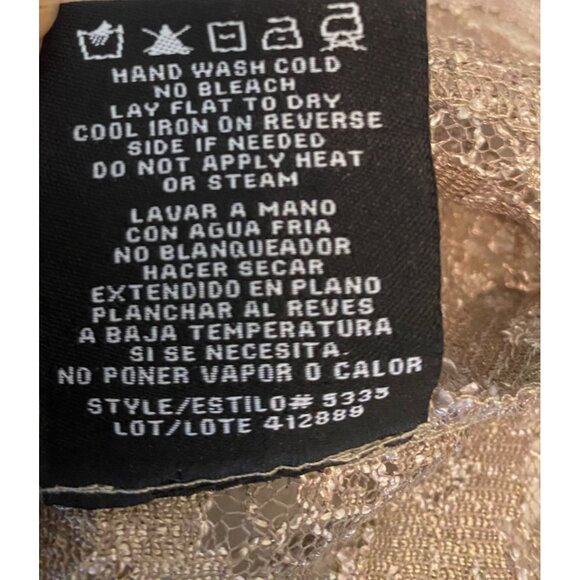 HAND WASH COLD
NO BLEACH
LAY FLAT TO DRY
COOL IRON ON REVERSE
SIDE IF NEEDED
DO NOT APPLY HEAT
OR STEAM
LAVAR A MANO
CON AGUA FRIA
NO BLANQUEADOR
HACER SECAR
EXTENDIDO EN PLANO
PLANCHAR AL REVES
A BAJA TEMPERATURA
SI SE NECESITA.
NO PONER VAPOR O CALOR
STYLE/ESTILO# 5335
LOT/LOTE 412889